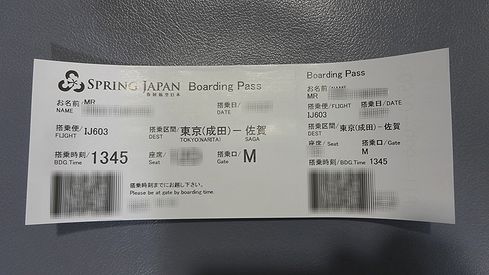 SPRING JAPAN Boarding Pass
春秋航空日本
お名前/MR
NAME
搭乗日/
DATE
搭乗便/IJ603
FLIGHT
搭乗区間/東京(成田)ー佐賀
DEST TOKYO(NARITA) SAGA
搭乗時刻/1345
BDG.Time
座席/
Seat
搭乗口/M
Gate
搭乗時刻までにお越し下さい。
Please be at gate by boarding time.
Boarding Pass
お名前/NAME
MR
搭乗便/FLIGHT 搭乗日/DATE
IJ603
搭乗区間/DEST
東京(成田)ー佐賀
座席/Seat 搭乗口/Gate
M
搭乗時刻/1345
BDG.Time